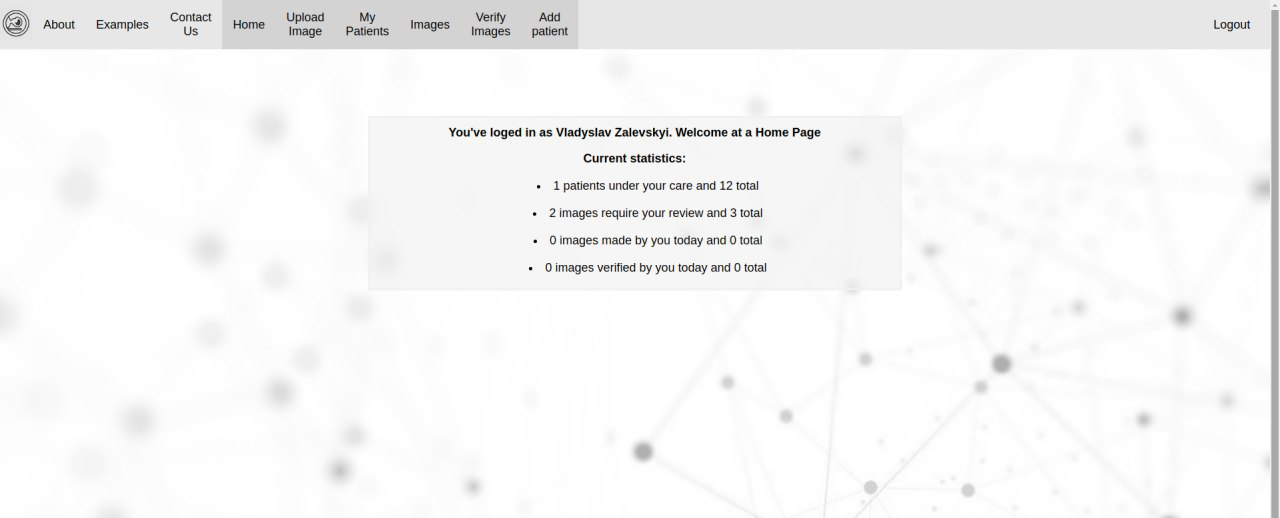 About
Examples
Contact
Us
Home
Upload
Image
My
Patients
Images
Verify
Images
Add
patient
Logout
You've loged in as Vladyslav Zalevskyi. Welcome at a Home Page
Current statistics:
• 1 patients under your care and 12 total
• 2 images require your review and 3 total
• 0 images made by you today and 0 total
• 0 images verified by you today and 0 total